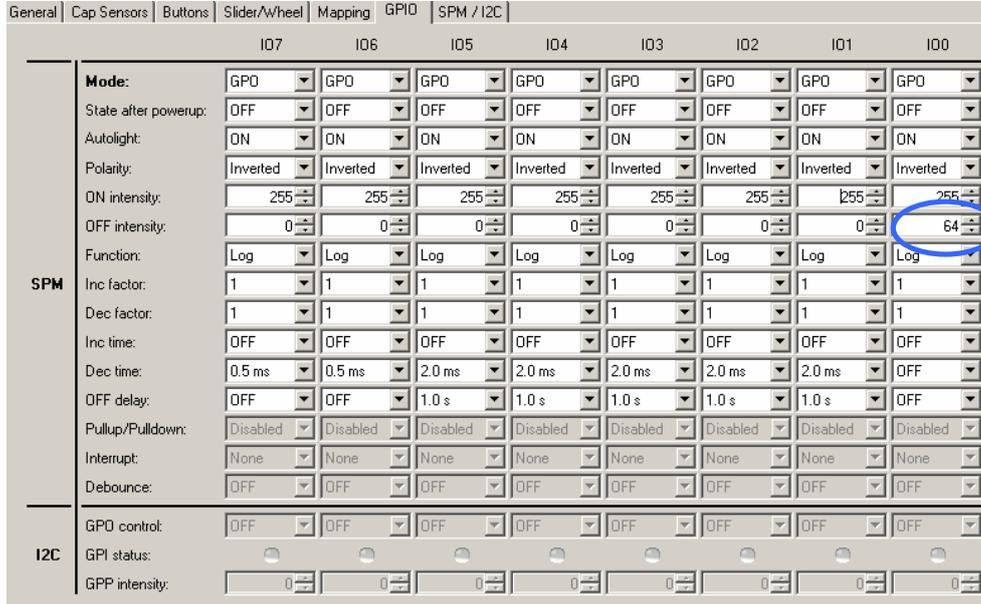 General Cap Sensors Buttons Slider/Wheel Mapping GPIO SPM / I2C
IO7 IO6 IO5 IO4 IO3 IO2 IO1 IO0
Mode: GPO GPO GPO GPO GPO GPO GPO GPO
State after powerup: OFF OFF OFF OFF OFF OFF OFF OFF
Autolight: ON ON ON ON ON ON ON ON
Polarity: Inverted Inverted Inverted Inverted Inverted Inverted Inverted Inverted
ON intensity: 255 255 255 255 255 255 255 255
OFF intensity: 0 0 0 0 0 0 0 64
Function: Log Log Log Log Log Log Log Log
SPM Inc factor: 1 1 1 1 1 1 1 1
Dec factor: 1 1 1 1 1 1 1 1
Inc time: OFF OFF OFF OFF OFF OFF OFF OFF
Dec time: 0.5 ms 0.5 ms 2.0 ms 2.0 ms 2.0 ms 2.0 ms 2.0 ms OFF
OFF delay: OFF OFF 1.0 s 1.0 s 1.0 s 1.0 s 1.0 s OFF
Pullup/Pulldown: Disabled Disabled Disabled Disabled Disabled Disabled Disabled Disabled
Interrupt: None None None None None None None None
Debounce: OFF OFF OFF OFF OFF OFF OFF OFF
GPO control: OFF OFF OFF OFF OFF OFF OFF OFF
I2C GPI status:
GPP intensity: 0 0 0 0 0 0 0 0